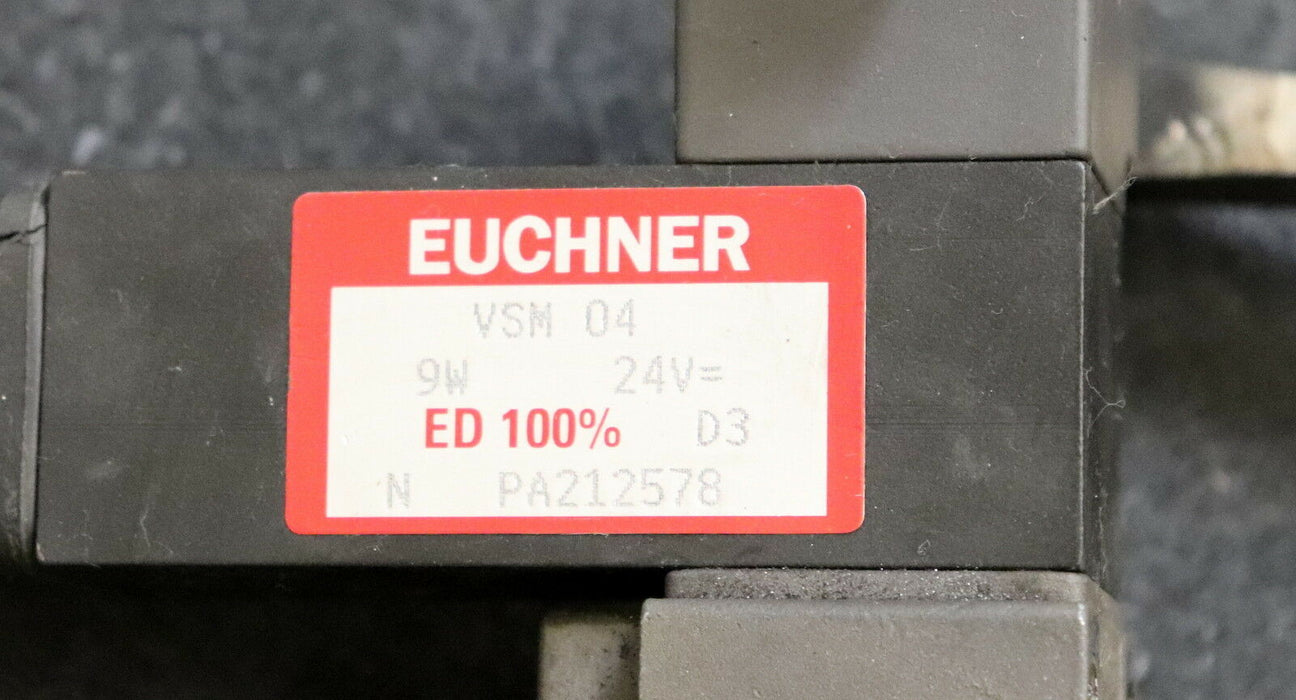 EUCHNER
VSM 04
9W 24V=
ED 100% D3
N PA212578